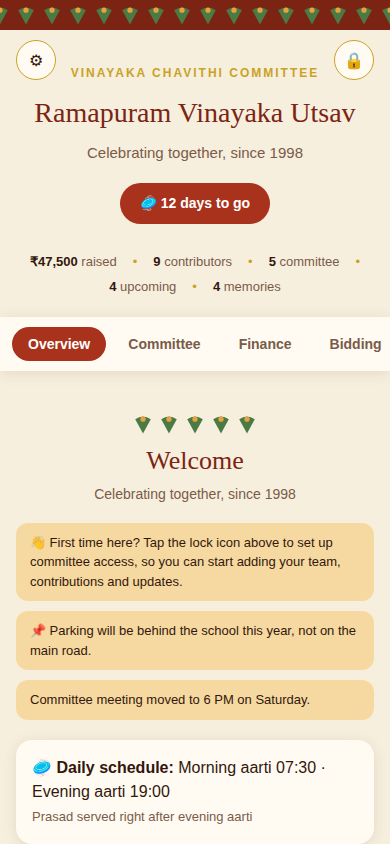 VINAYAKA CHAVITHI COMMITTEE
Ramapuram Vinayaka Utsav
Celebrating together, since 1998
12 days to go
₹47,500 raised • 9 contributors • 5 committee •
4 upcoming • 4 memories
Overview Committee Finance Bidding
Welcome
Celebrating together, since 1998
👋 First time here? Tap the lock icon above to set up
committee access, so you can start adding your team,
contributions and updates.
📌 Parking will be behind the school this year, not on the
main road.
Committee meeting moved to 6 PM on Saturday.
Daily schedule: Morning aarti 07:30 ·
Evening aarti 19:00
Prasad served right after evening aarti